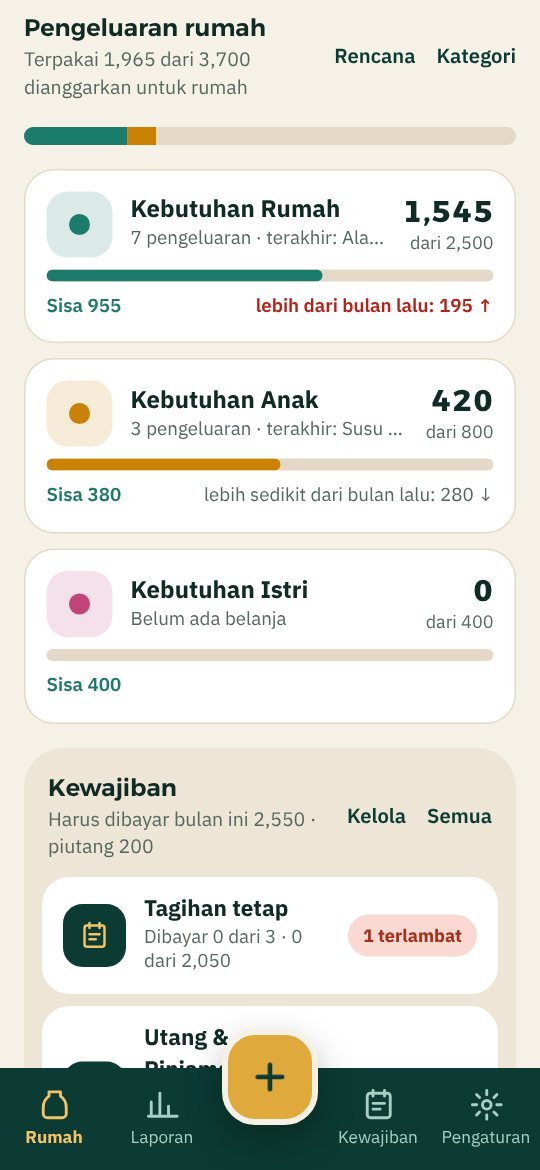 Pengeluaran rumah
Terpakai 1,965 dari 3,700
dianggarkan untuk rumah
Rencana Kategori
Kebutuhan Rumah 1,545
7 pengeluaran · terakhir: Ala... dari 2,500
Sisa 955 lebih dari bulan lalu: 195 ↑
Kebutuhan Anak 420
3 pengeluaran · terakhir: Susu ... dari 800
Sisa 380 lebih sedikit dari bulan lalu: 280 ↓
Kebutuhan Istri 0
Belum ada belanja dari 400
Sisa 400
Kewajiban
Harus dibayar bulan ini 2,550 ·
piutang 200
Kelola Semua
Tagihan tetap
Dibayar 0 dari 3 · 0
dari 2,050
1 terlambat
Utang &
Rumah Laporan + Kewajiban Pengaturan